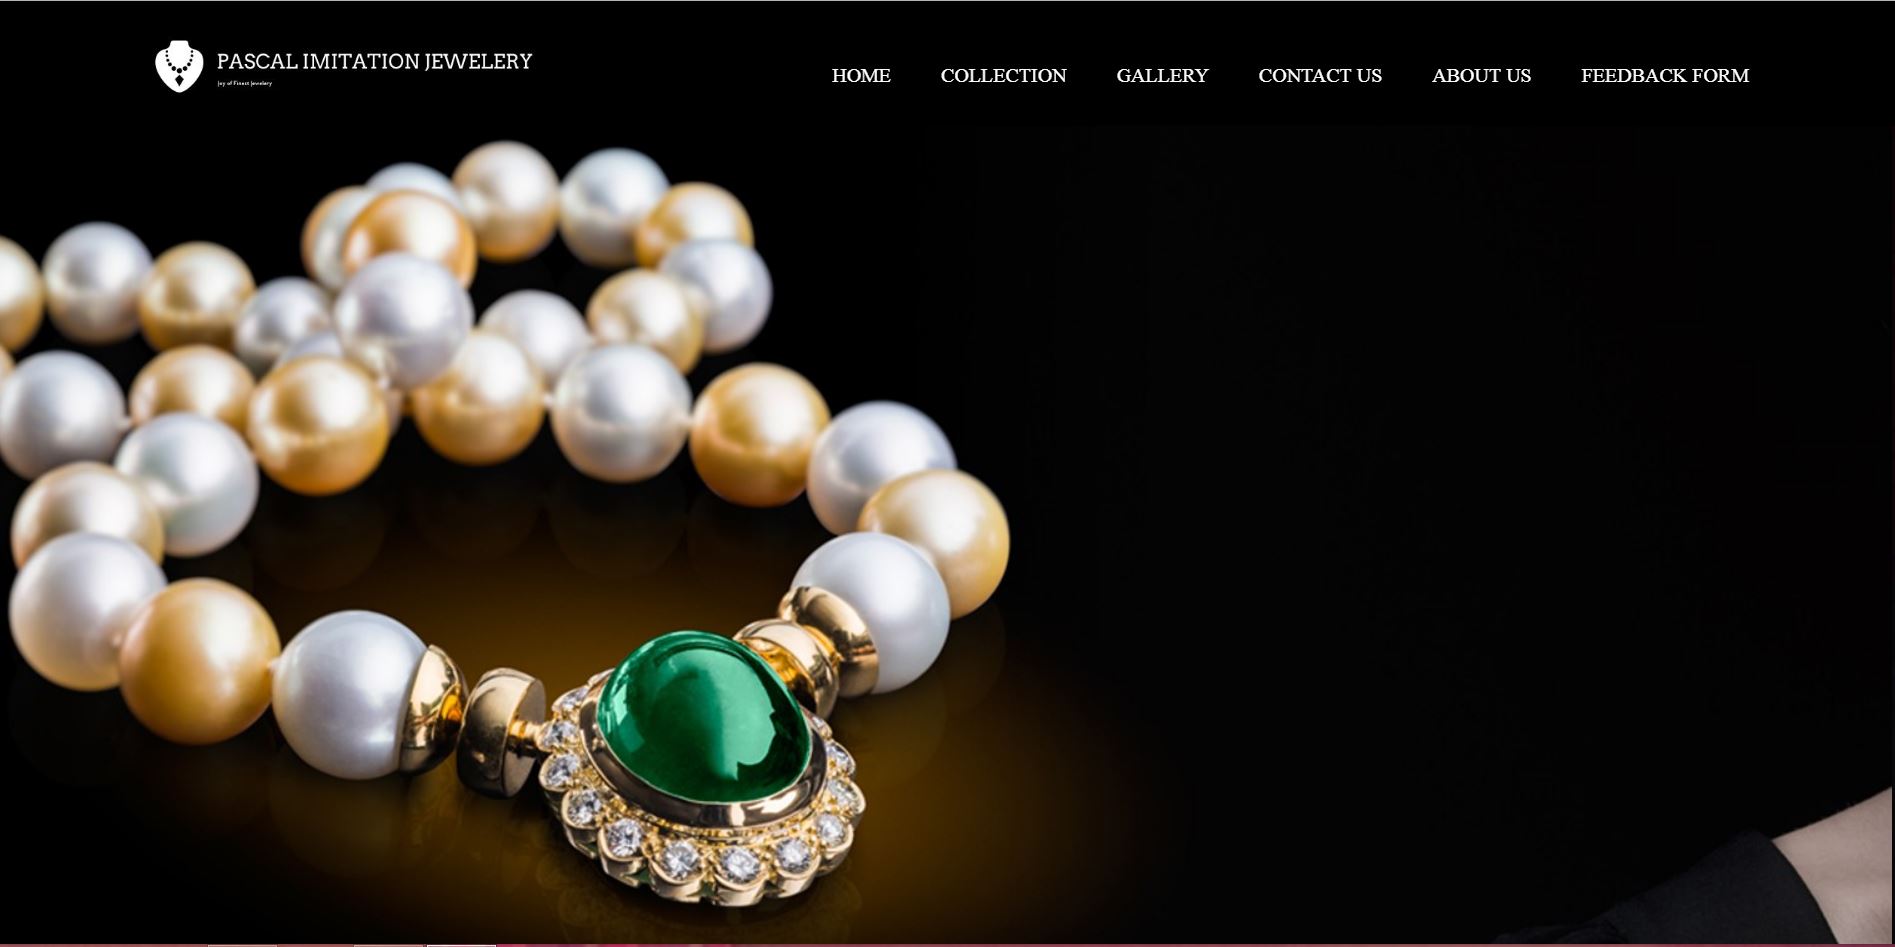 PASCAL IMITATION JEWELERY
Joy of Finest Jewelery
HOME COLLECTION GALLERY CONTACT US ABOUT US FEEDBACK FORM